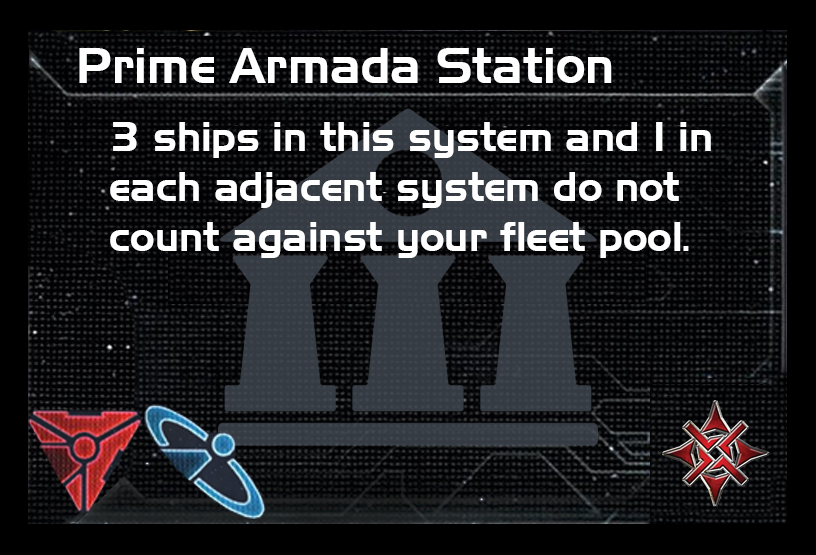 Prime Armada Station
3 ships in this system and 1 in
each adjacent system do not
count against your fleet pool.